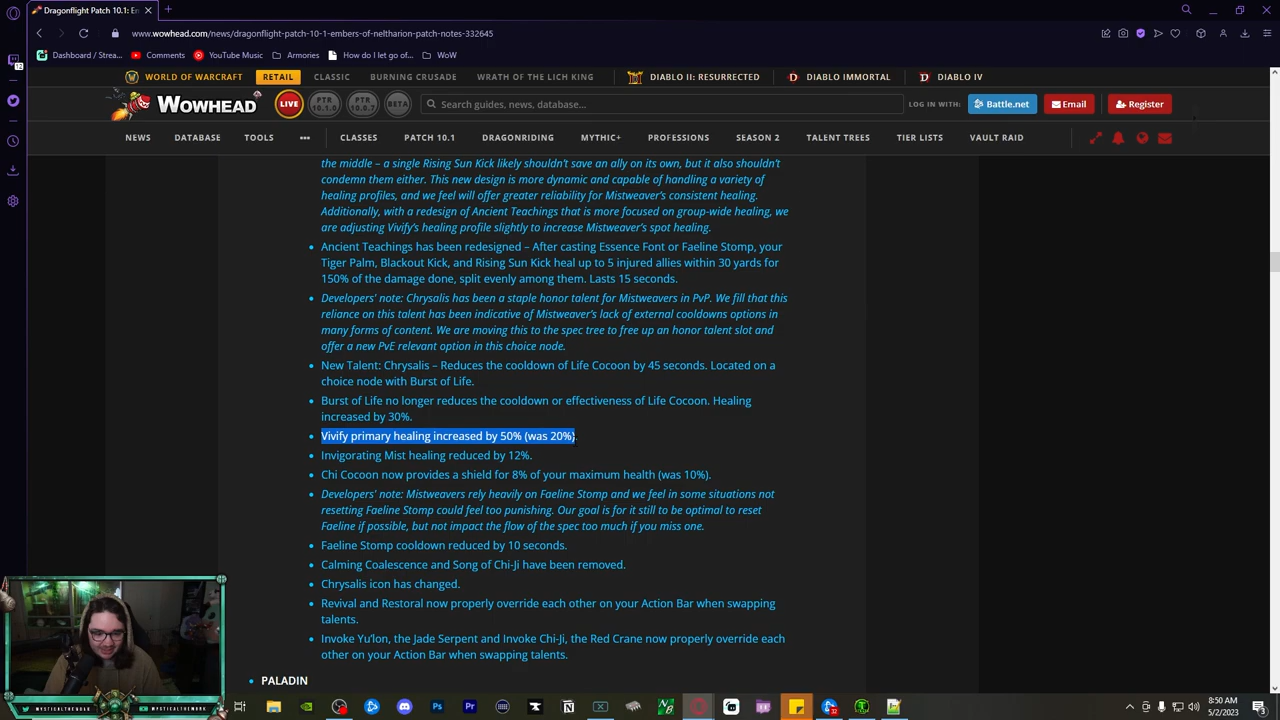 Dragonflight Patch 10.1: En
www.wowhead.com/news/dragonflight-patch-10-1-embers-of-neltharion-patch-notes-332645
Dashboard / Strea...
Comments
YouTube Music
Armories
How do I let go of...
WoW
12
WORLD OF WARCRAFT
RETAIL
CLASSIC
BURNING CRUSADE
WRATH OF THE LICH KING
DIABLO II: RESURRECTED
DIABLO IMMORTAL
DIABLO IV
WOWHEAD
LIVE
PTR 10.1.0
PTR 10.0.7
BETA
Search guides, news, database...
LOG IN WITH:
Battle.net
Email
Register
NEWS
DATABASE
TOOLS
•••
CLASSES
PATCH 10.1
DRAGONRIDING
MYTHIC+
PROFESSIONS
SEASON 2
TALENT TREES
TIER LISTS
VAULT RAID
the middle – a single Rising Sun Kick likely shouldn't save an ally on its own, but it also shouldn't
condemn them either. This new design is more dynamic and capable of handling a variety of
healing profiles, and we feel will offer greater reliability for Mistweaver's consistent healing.
Additionally, with a redesign of Ancient Teachings that is more focused on group-wide healing, we
are adjusting Vivify's healing profile slightly to increase Mistweaver's spot healing.
• Ancient Teachings has been redesigned – After casting Essence Font or Faeline Stomp, your
Tiger Palm, Blackout Kick, and Rising Sun Kick heal up to 5 injured allies within 30 yards for
150% of the damage done, split evenly among them. Lasts 15 seconds.
• Developers' note: Chrysalis has been a staple honor talent for Mistweavers in PvP. We fill that this
reliance on this talent has been indicative of Mistweaver's lack of external cooldowns options in
many forms of content. We are moving this to the spec tree to free up an honor talent slot and
offer a new PvE relevant option in this choice node.
• New Talent: Chrysalis – Reduces the cooldown of Life Cocoon by 45 seconds. Located on a
choice node with Burst of Life.
• Burst of Life no longer reduces the cooldown or effectiveness of Life Cocoon. Healing
increased by 30%.
• Vivify primary healing increased by 50% (was 20%).
• Invigorating Mist healing reduced by 12%.
• Chi Cocoon now provides a shield for 8% of your maximum health (was 10%).
• Developers' note: Mistweavers rely heavily on Faeline Stomp and we feel in some situations not
resetting Faeline Stomp could feel too punishing. Our goal is for it still to be optimal to reset
Faeline if possible, but not impact the flow of the spec too much if you miss one.
• Faeline Stomp cooldown reduced by 10 seconds.
• Calming Coalescence and Song of Chi-Ji have been removed.
• Chrysalis icon has changed.
• Revival and Restoral now properly override each other on your Action Bar when swapping
talents.
• Invoke Yu'lon, the Jade Serpent and Invoke Chi-Ji, the Red Crane now properly override each
other on your Action Bar when swapping talents.
• PALADIN
8:50 AM
5/2/2023